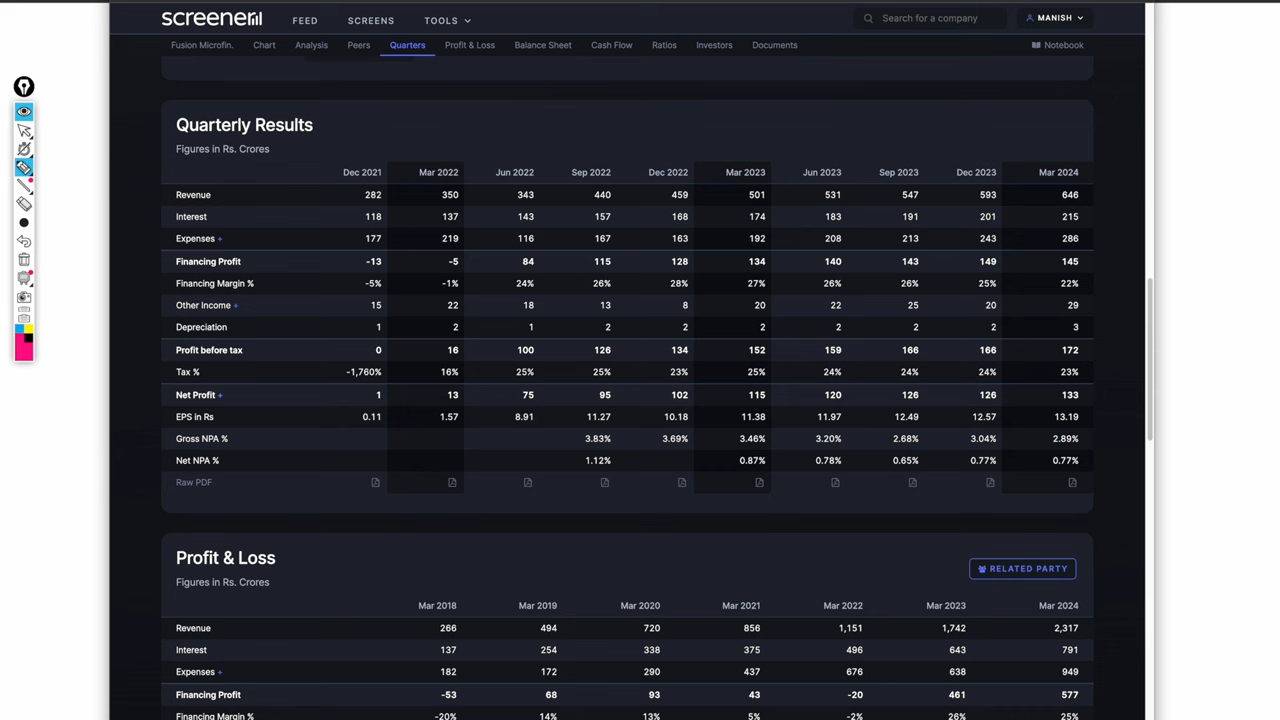 screener FEED SCREENS TOOLS Search for a company MANISH
Fusion Microfin. Chart Analysis Peers Quarters Profit & Loss Balance Sheet Cash Flow Ratios Investors Documents Notebook
Quarterly Results
Figures in Rs. Crores
Dec 2021 Mar 2022 Jun 2022 Sep 2022 Dec 2022 Mar 2023 Jun 2023 Sep 2023 Dec 2023 Mar 2024
Revenue 282 350 343 440 459 501 531 547 593 646
Interest 118 137 143 157 168 174 183 191 201 215
Expenses + 177 219 116 167 163 192 208 213 243 286
Financing Profit -13 -5 84 115 128 134 140 143 149 145
Financing Margin % -5% -1% 24% 26% 28% 27% 26% 26% 25% 22%
Other Income + 15 22 18 13 8 20 22 25 20 29
Depreciation 1 2 1 2 2 2 2 2 2 3
Profit before tax 0 16 100 126 134 152 159 166 166 172
Tax % -1,760% 16% 25% 25% 23% 25% 24% 24% 24% 23%
Net Profit + 1 13 75 95 102 115 120 126 126 133
EPS in Rs 0.11 1.57 8.91 11.27 10.18 11.38 11.97 12.49 12.57 13.19
Gross NPA % 3.83% 3.69% 3.46% 3.20% 2.68% 3.04% 2.89%
Net NPA % 1.12% 0.87% 0.78% 0.65% 0.77% 0.77%
Raw PDF
Profit & Loss
Figures in Rs. Crores
RELATED PARTY
Mar 2018 Mar 2019 Mar 2020 Mar 2021 Mar 2022 Mar 2023 Mar 2024
Revenue 266 494 720 856 1,151 1,742 2,317
Interest 137 254 338 375 496 643 791
Expenses + 182 172 290 437 676 638 949
Financing Profit -53 68 93 43 -20 461 577
Financing Margin % -20% 14% 13% 5% -2% 26% 25%